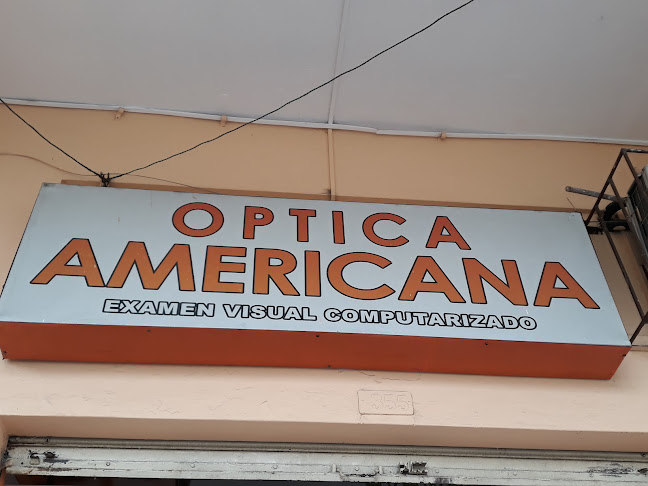 OPTICA
AMERICANA
EXAMEN VISUAL COMPUTARIZADO